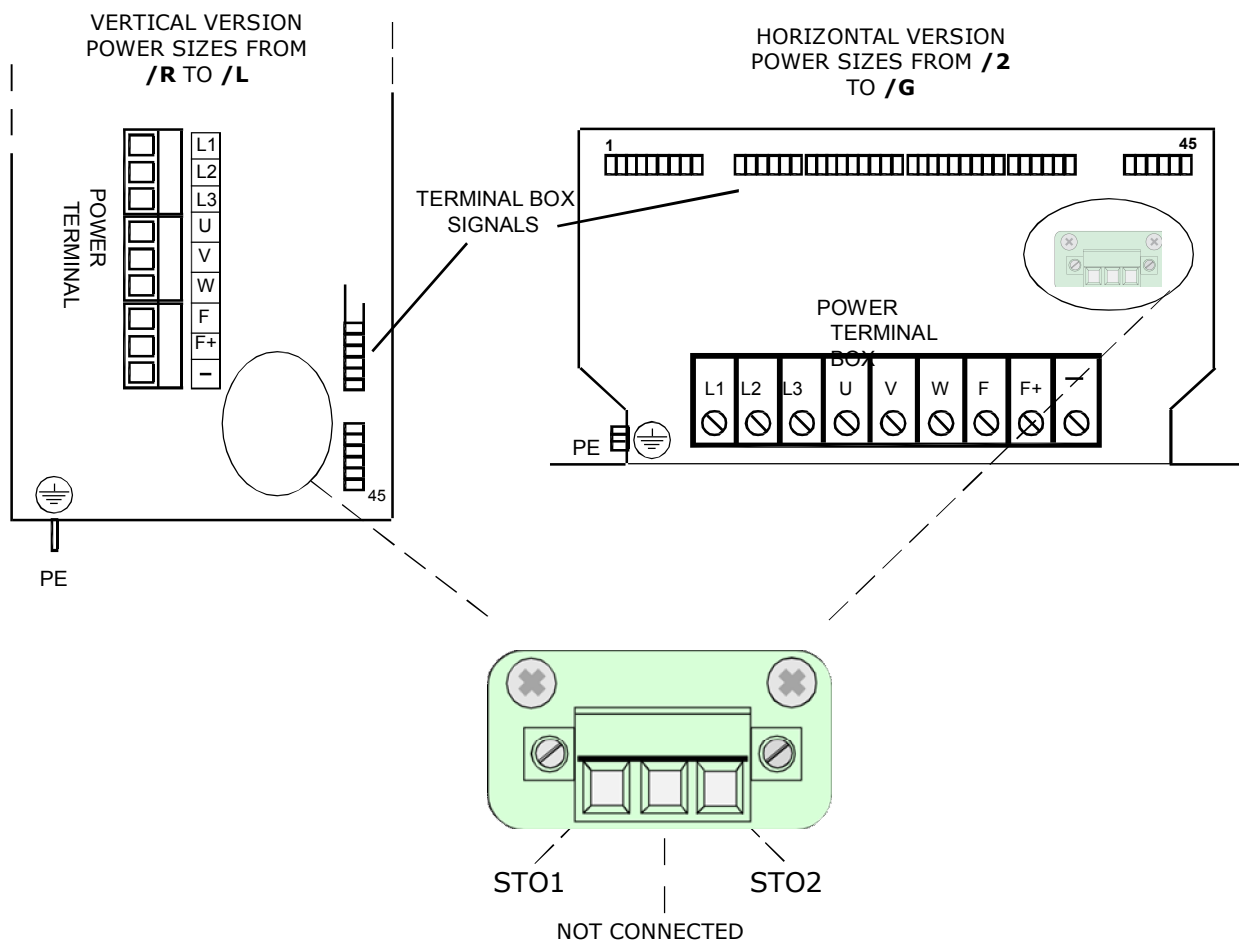 VERTICAL VERSION
POWER SIZES FROM
/R TO /L
L1
L2
L3
U
V
W
F
F+
–
POWER
TERMINAL
45
PE
TERMINAL BOX
SIGNALS
HORIZONTAL VERSION
POWER SIZES FROM /2
TO /G
1
45
POWER
TERMINAL
BOX
L1 L2 L3 U V W F F+ –
PE
STO1
STO2
NOT CONNECTED